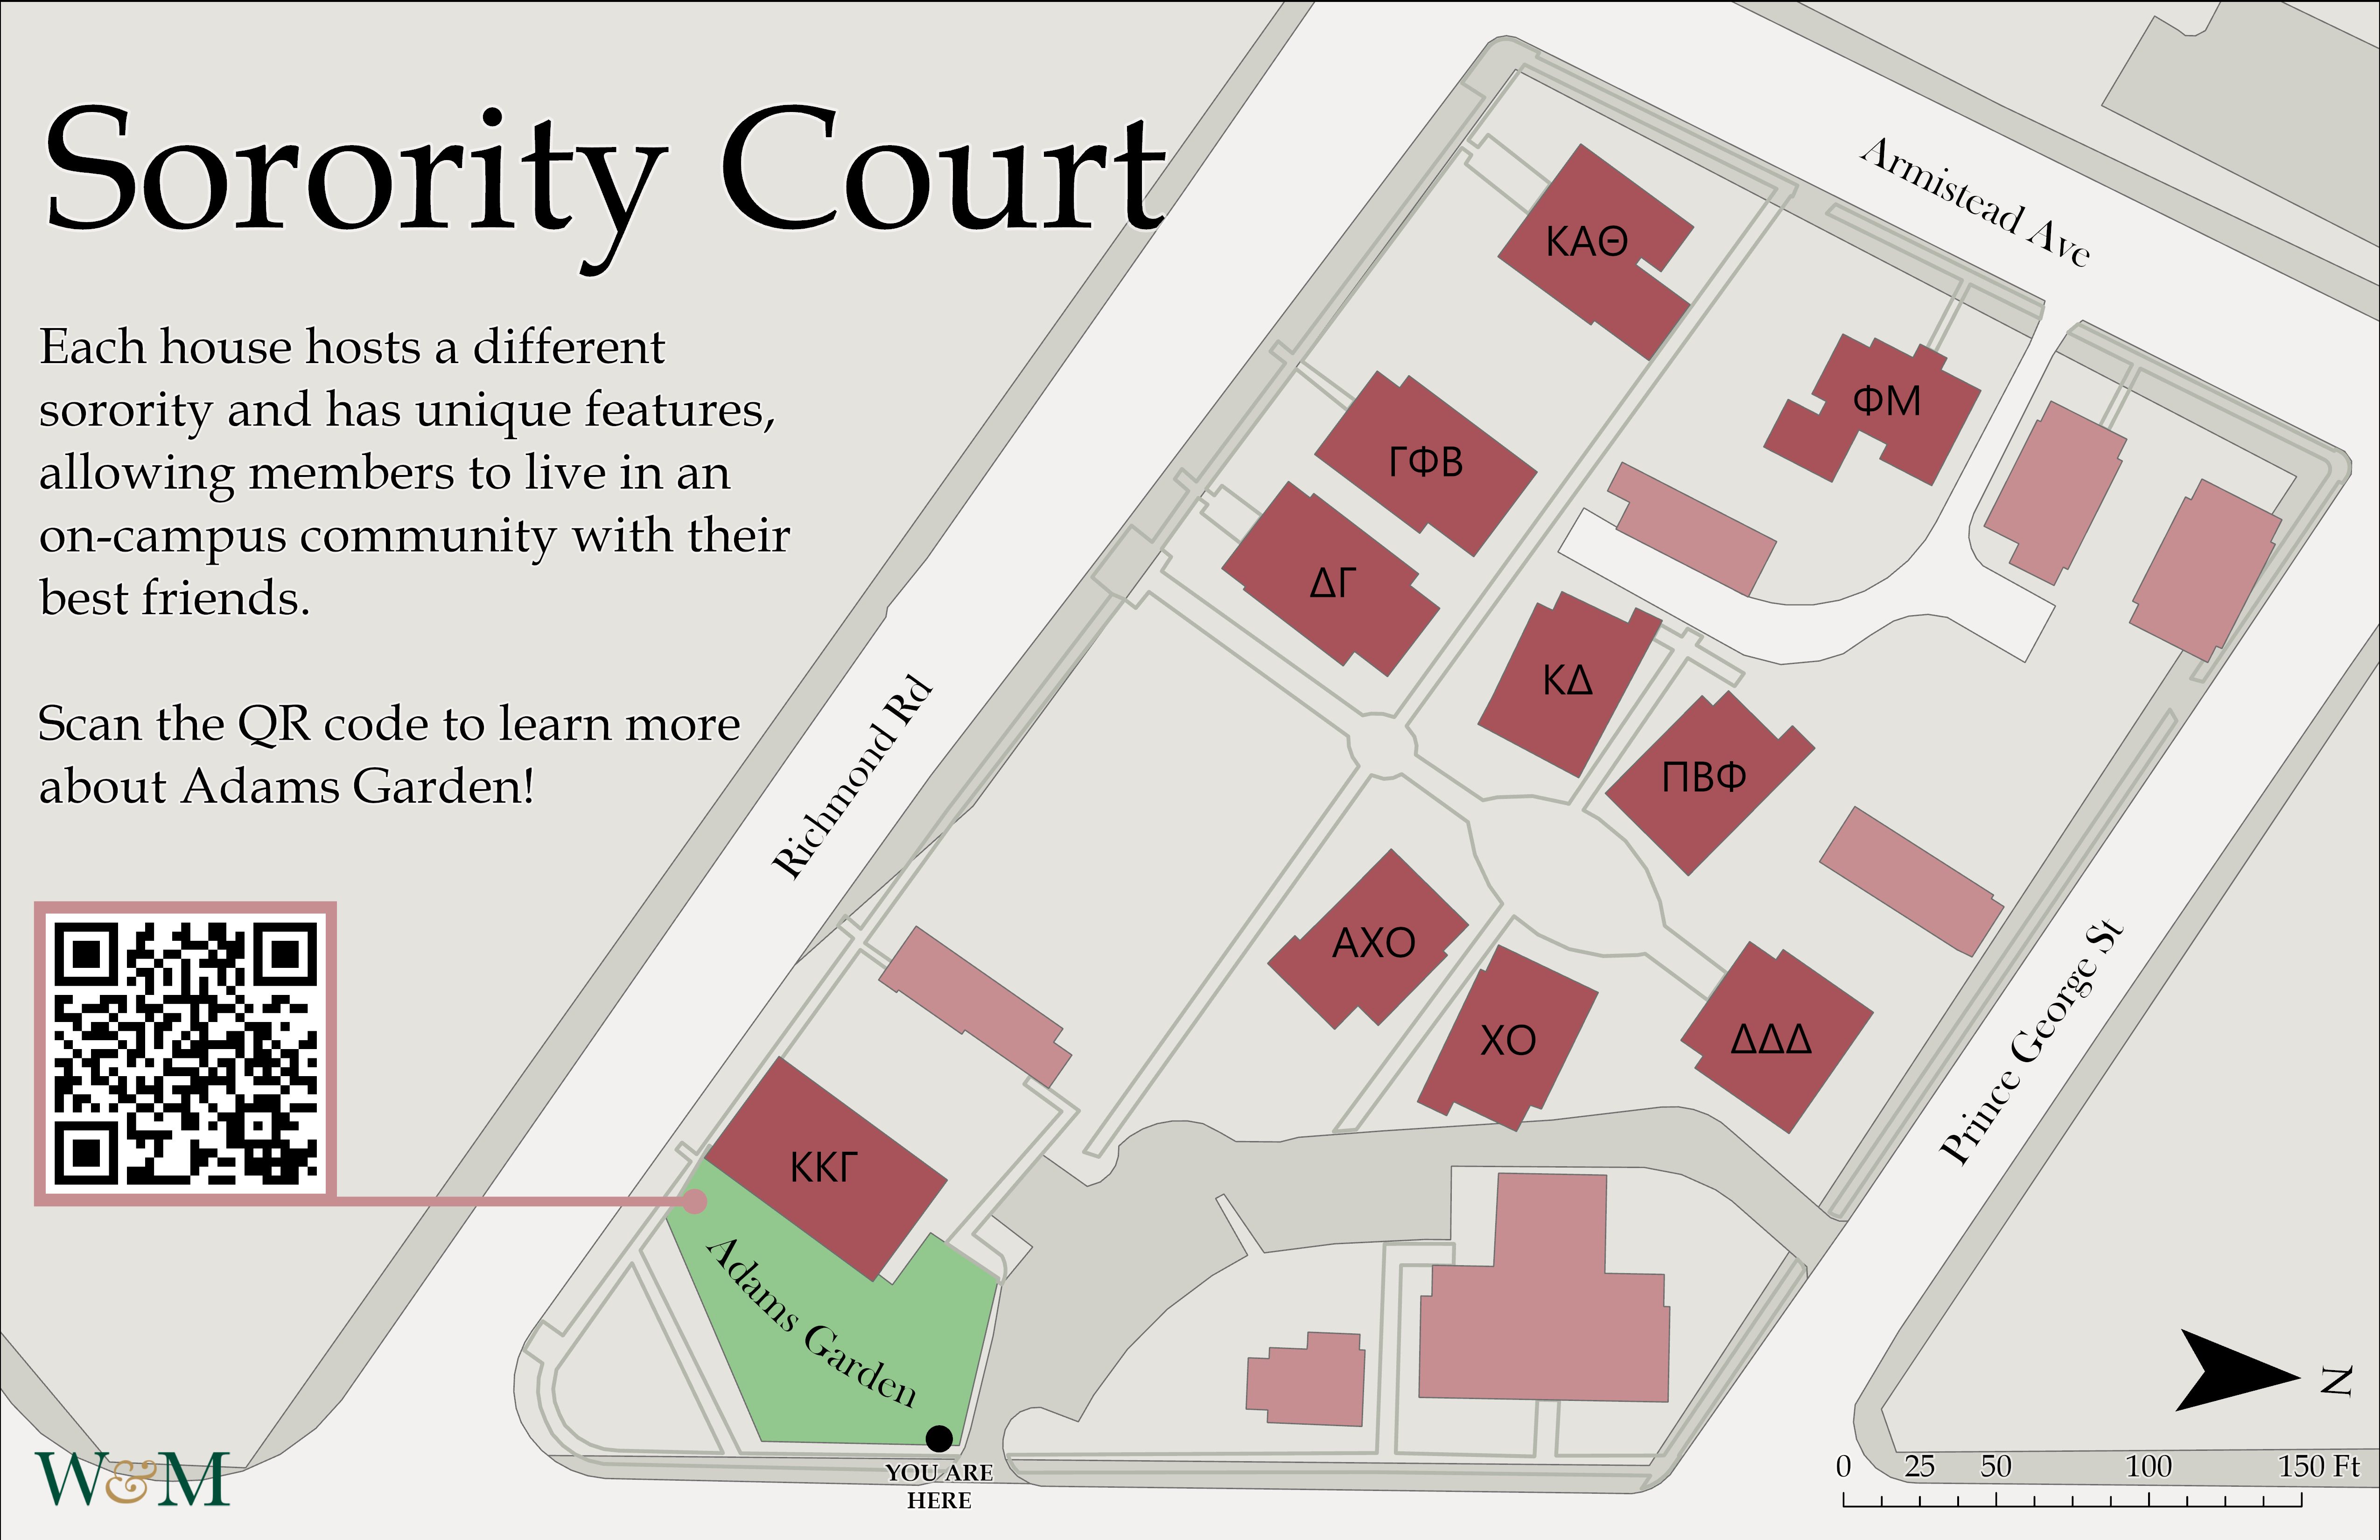 Sorority Court
Each house hosts a different
sorority and has unique features,
allowing members to live in an
on-campus community with their
best friends.
Scan the QR code to learn more
about Adams Garden!
Armistead Ave
Richmond Rd
Prince George St
ΚΑΘ
ΦΜ
ΓΦΒ
ΔΓ
ΚΔ
ΠΒΦ
ΑΧΟ
ΧΟ
ΔΔΔ
ΚΚΓ
Adams Garden
YOU ARE
HERE
W&M
N
0 25 50 100 150 Ft